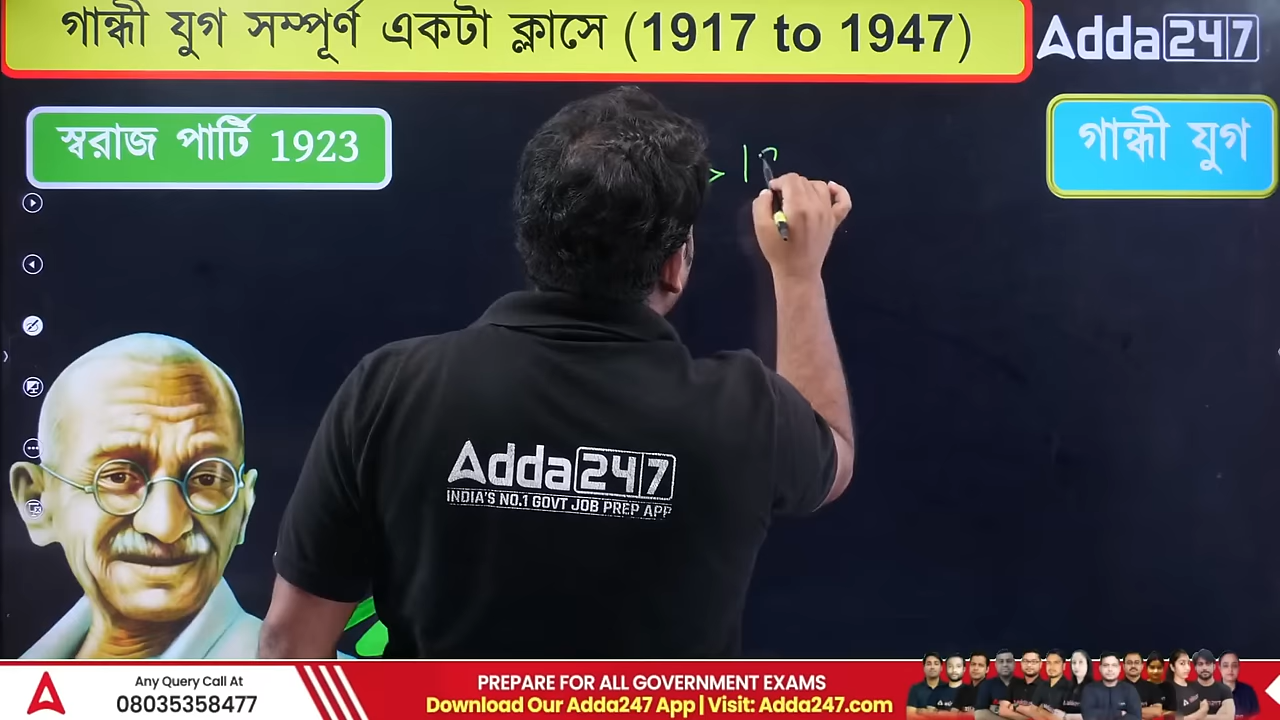 গান্ধী যুগ সম্পূর্ণ একটা ক্লাসে (1917 to 1947)
Adda247
স্বরাজ পার্টি 1923
গান্ধী যুগ
Adda247
INDIA'S NO.1 GOVT JOB PREP APP
Any Query Call At
08035358477
PREPARE FOR ALL GOVERNMENT EXAMS
Download Our Adda247 App | Visit: Adda247.com